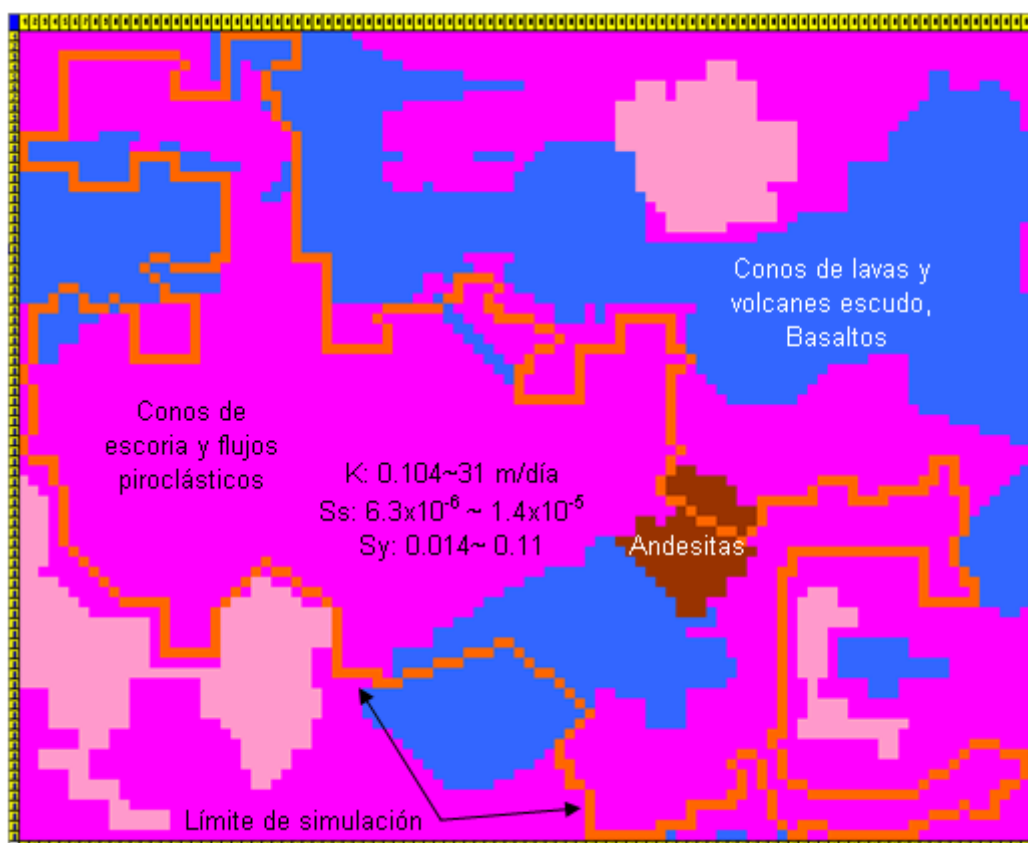 Conos de lavas y
volcanes escudo,
Basaltos
Conos de
escoria y flujos
piroclásticos
K: 0.104~31 m/día
Ss: 6.3x10⁻⁶ ~ 1.4x10⁻⁵
Sy: 0.014~ 0.11
Andesitas
Límite de simulación